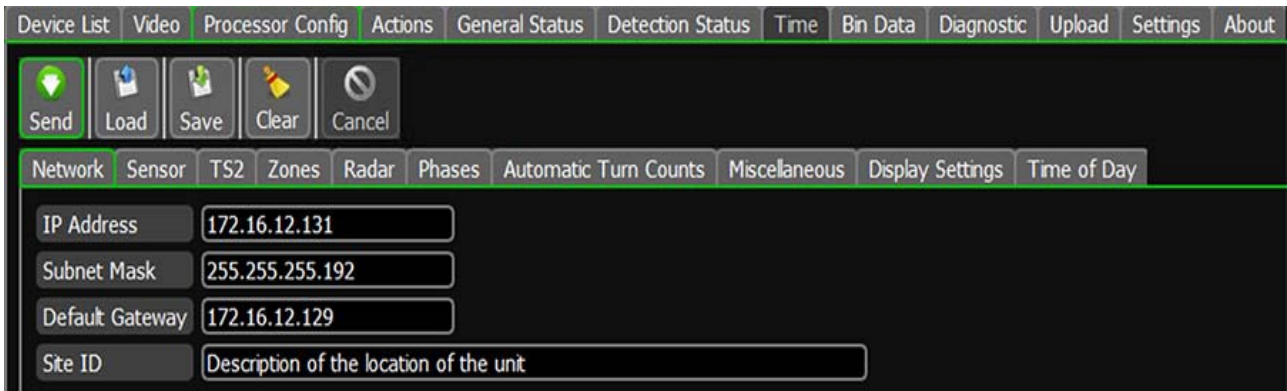 Device List Video Processor Config Actions General Status Detection Status Time Bin Data Diagnostic Upload Settings About
Send Load Save Clear Cancel
Network Sensor TS2 Zones Radar Phases Automatic Turn Counts Miscellaneous Display Settings Time of Day
IP Address 172.16.12.131
Subnet Mask 255.255.255.192
Default Gateway 172.16.12.129
Site ID Description of the location of the unit